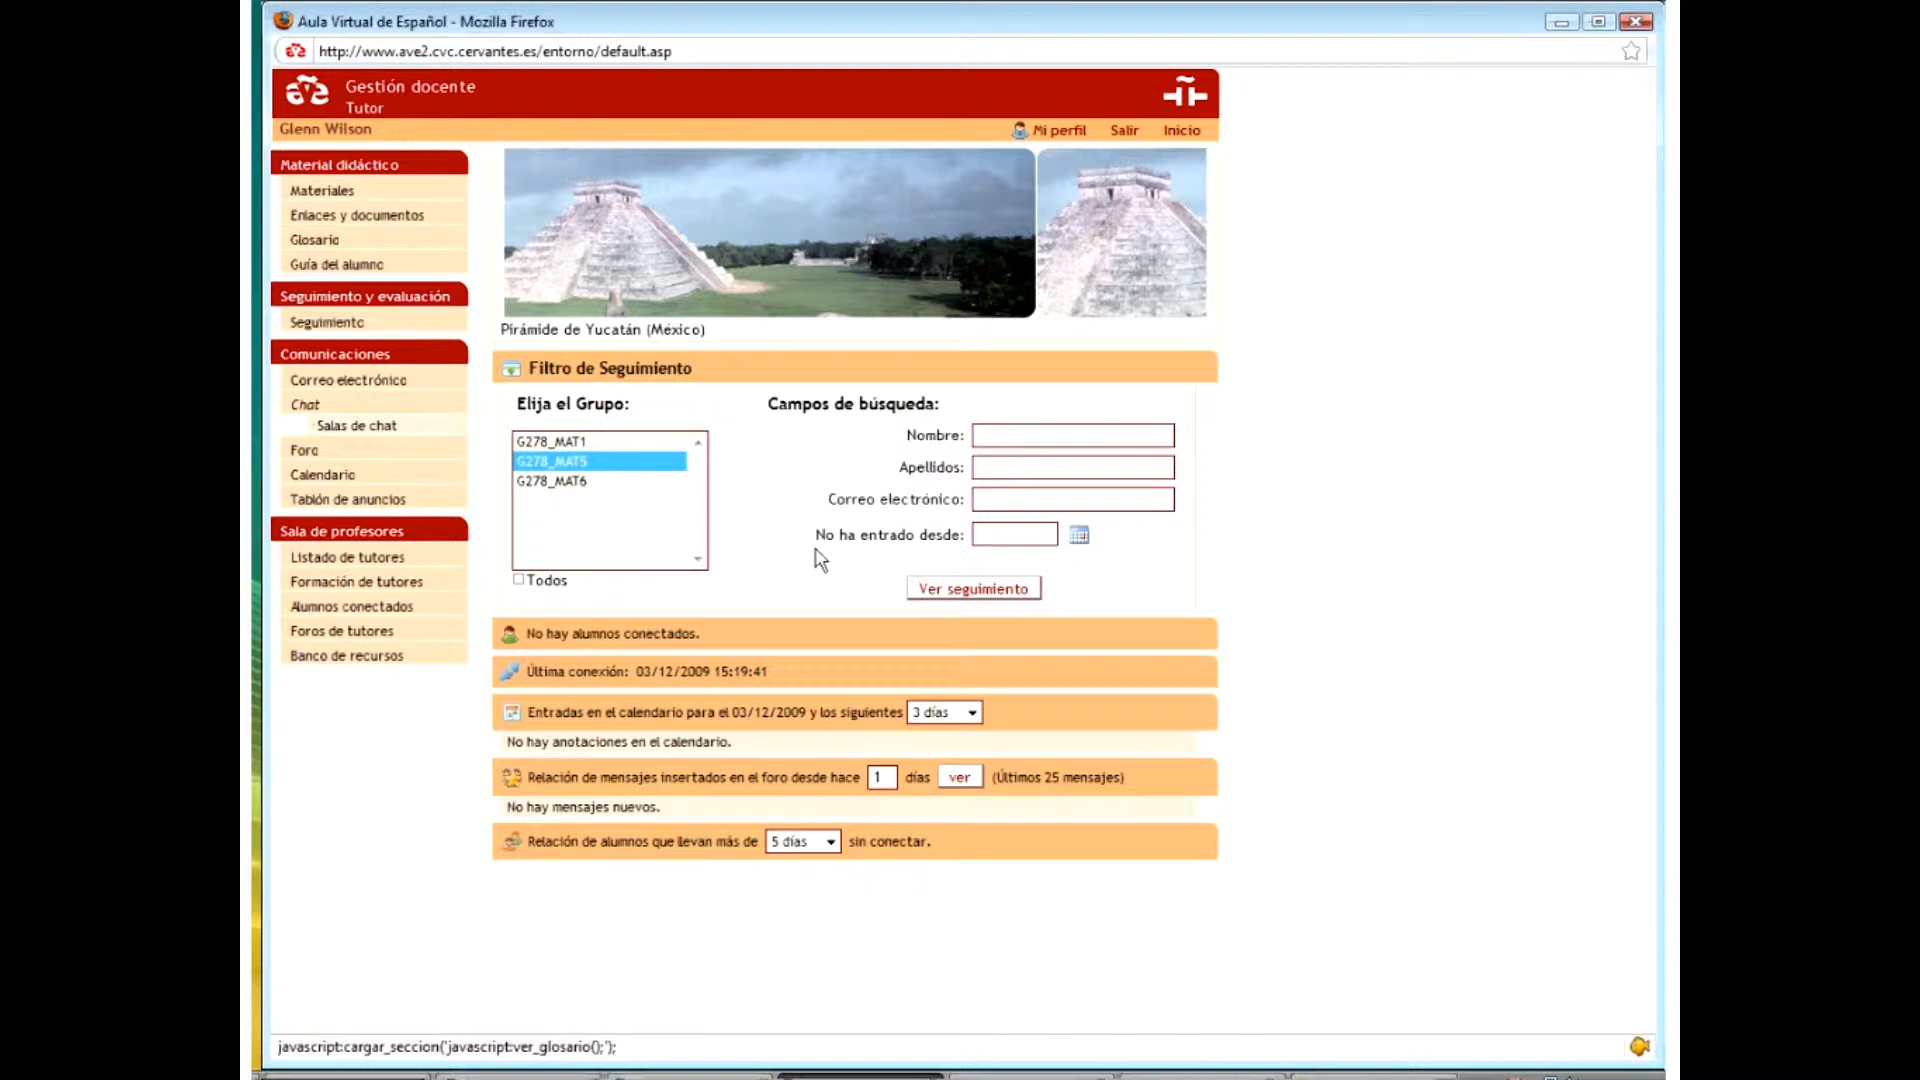 Aula Virtual de Español - Mozilla Firefox
http://www.ave2.cvc.cervantes.es/entorno/default.asp
Gestión docente
Tutor
Glenn Wilson
Mi perfil Salir Inicio
Material didáctico
Materiales
Enlaces y documentos
Glosario
Guía del alumno
Seguimiento y evaluación
Seguimiento
Comunicaciones
Correo electrónico
Chat
Salas de chat
Foro
Calendario
Tablón de anuncios
Sala de profesores
Listado de tutores
Formación de tutores
Alumnos conectados
Foros de tutores
Banco de recursos
Pirámide de Yucatán (México)
Filtro de Seguimiento
Elija el Grupo:
G278_MAT1
G278_MAT5
G278_MAT6
Todos
Campos de búsqueda:
Nombre:
Apellidos:
Correo electrónico:
No ha entrado desde:
Ver seguimiento
No hay alumnos conectados.
Última conexión: 03/12/2009 15:19:41
Entradas en el calendario para el 03/12/2009 y los siguientes 3 días
No hay anotaciones en el calendario.
Relación de mensajes insertados en el foro desde hace 1 días ver (Últimos 25 mensajes)
No hay mensajes nuevos.
Relación de alumnos que llevan más de 5 días sin conectar.
javascript:cargar_seccion('javascript:ver_glosario();');